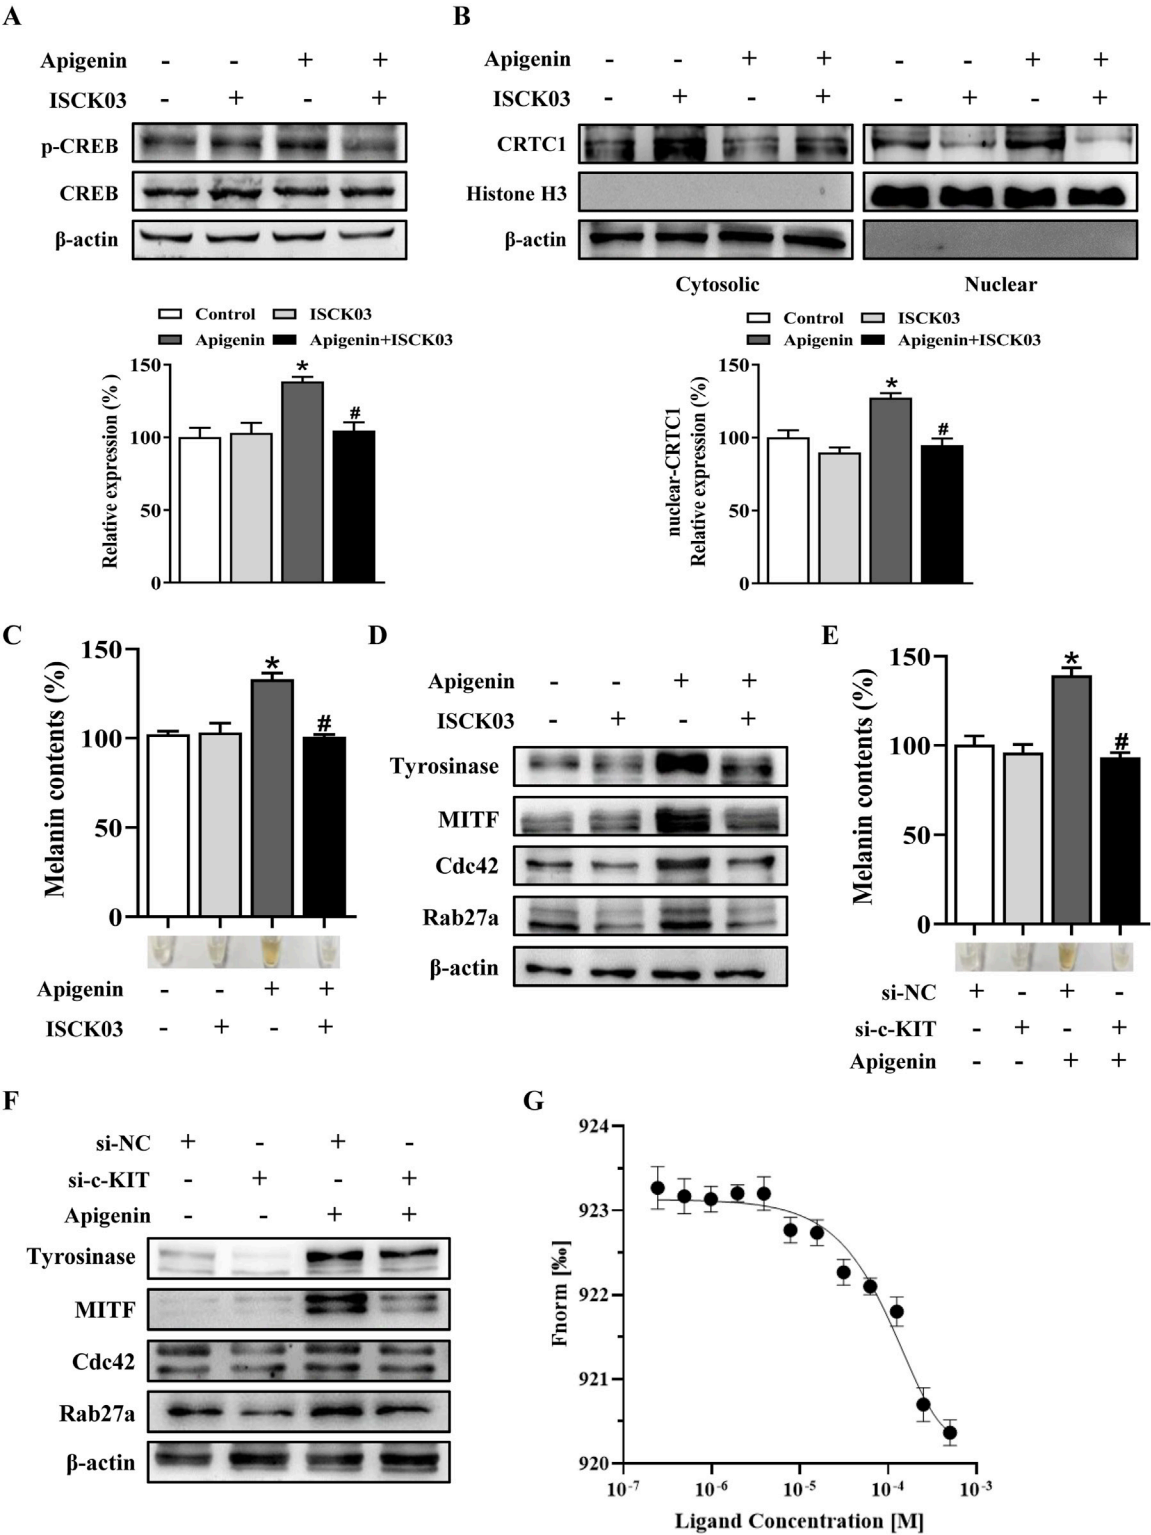 A
Apigenin - - + +
ISCK03 - + - +
p-CREB
CREB
β-actin
Control ISCK03
Apigenin Apigenin+ISCK03
Relative expression (% )
150
100
50
0
*
#
B
Apigenin - - + + - - + +
ISCK03 - + - + - + - +
CRTC1
Histone H3
β-actin
Cytosolic Nuclear
Control ISCK03
Apigenin Apigenin+ISCK03
nuclear-CRTC1
Relative expression (%)
150
100
50
0
*
#
C
Melanin contents (%)
150
100
50
0
*
#
Apigenin - - + +
ISCK03 - + - +
D
Apigenin - - + +
ISCK03 - + - +
Tyrosinase
MITF
Cdc42
Rab27a
β-actin
E
Melanin contents (%)
150
100
50
0
*
#
si-NC + - + -
si-c-KIT - + - +
Apigenin - - + +
F
si-NC + - + -
si-c-KIT - + - +
Apigenin - - + +
Tyrosinase
MITF
Cdc42
Rab27a
β-actin
G
Fnorm [‰]
924
923
922
921
920
10⁻⁷ 10⁻⁶ 10⁻⁵ 10⁻⁴ 10⁻³
Ligand Concentration [M]